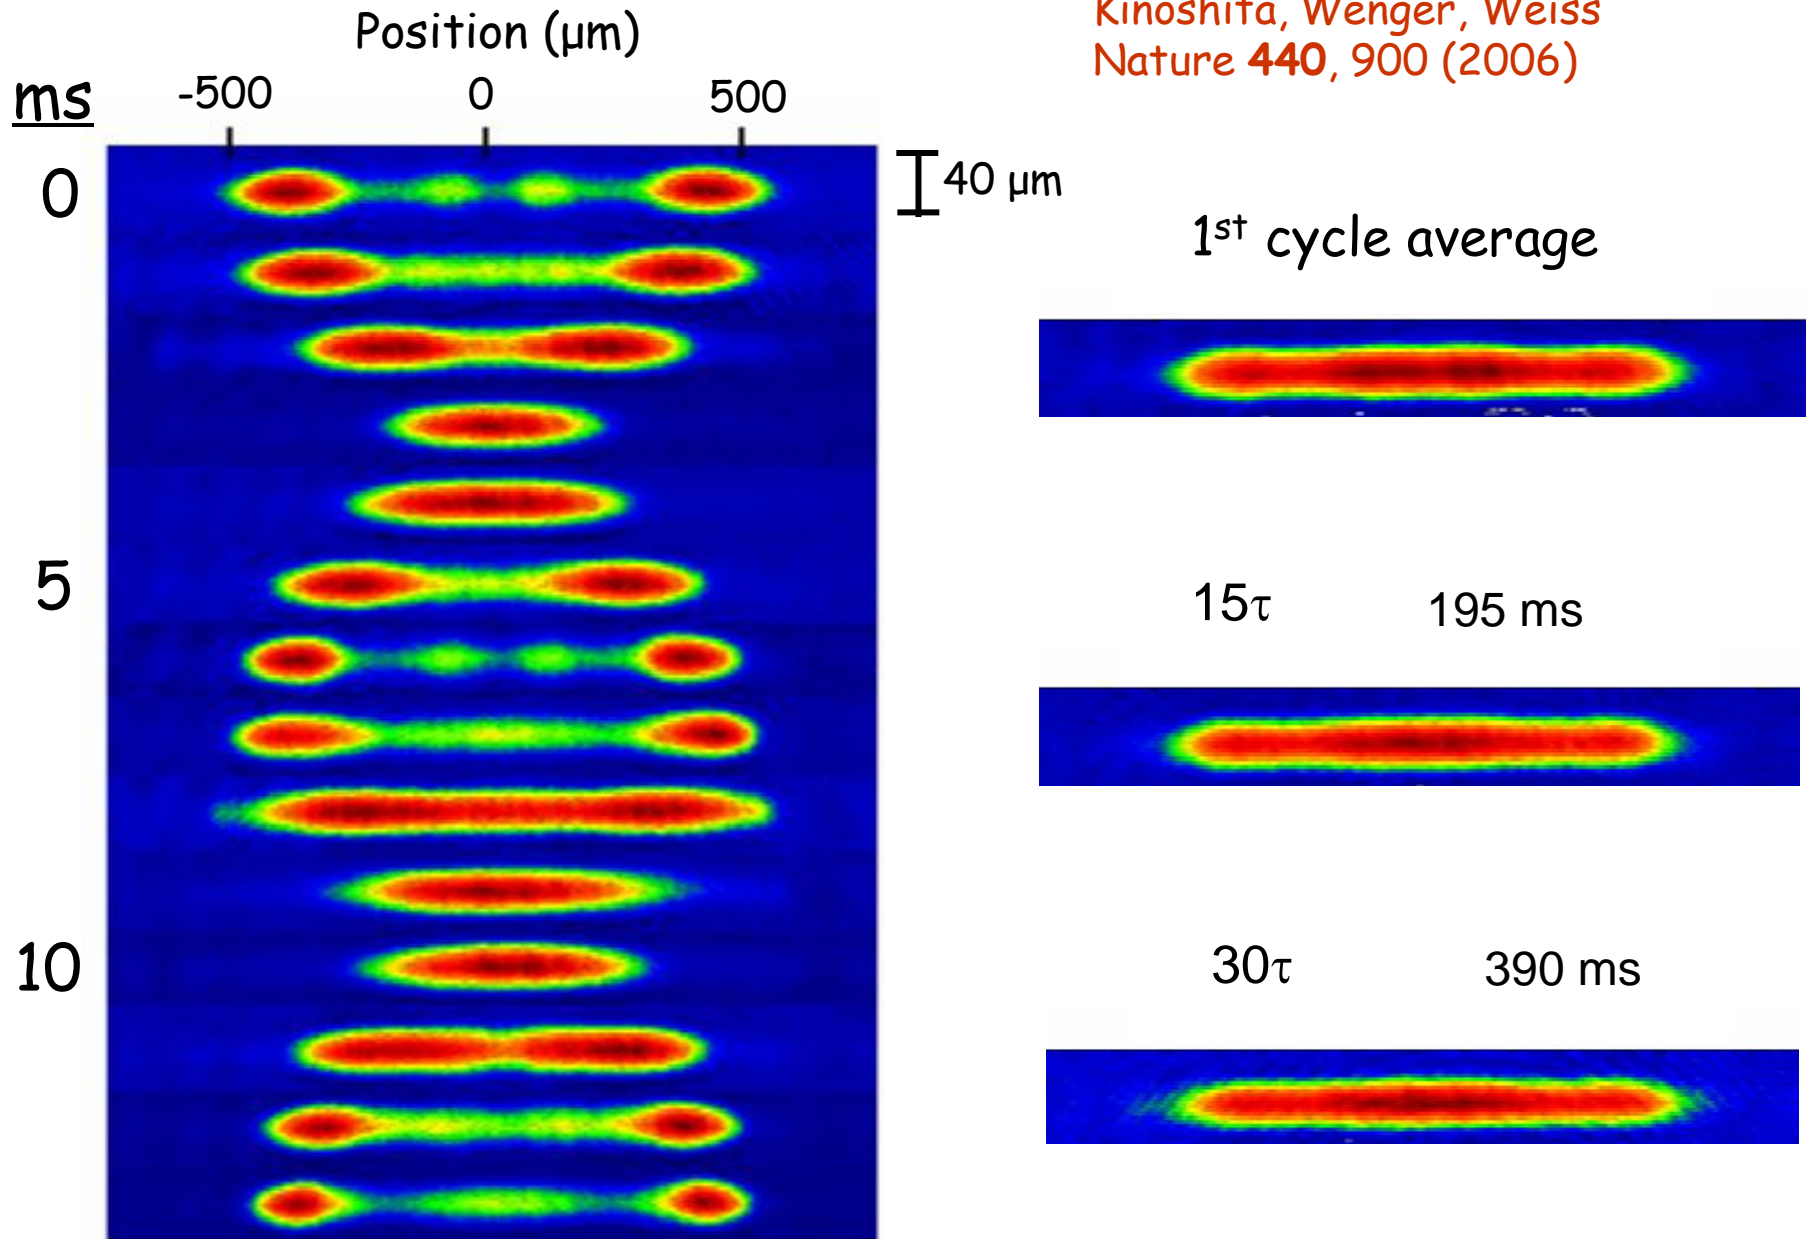 Position (μm)
Kinoshita, Wenger, Weiss
Nature 440, 900 (2006)
ms
-500 0 500
0
40 μm
1st cycle average
5
15τ 195 ms
10
30τ 390 ms